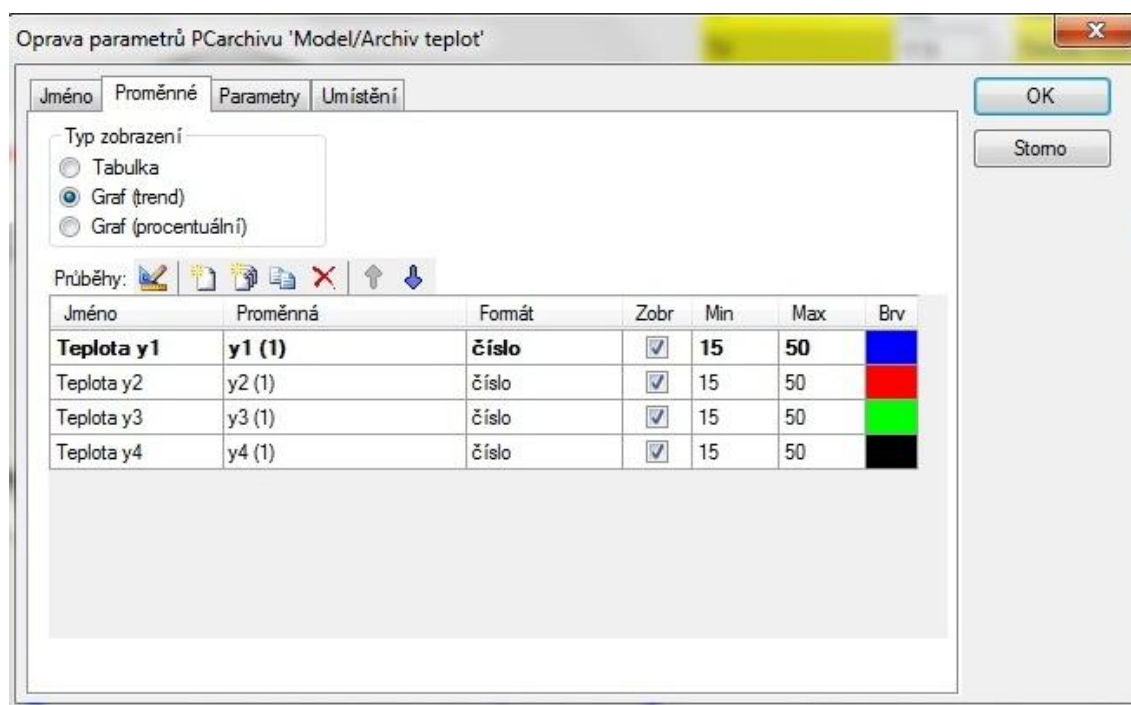 Oprava parametrů PCarchivu 'Model/Archiv teplot'
Jméno Proměnné Parametry Umístění
OK
Storno
Typ zobrazení
Tabulka
Graf (trend)
Graf (procentuální)
Průběhy:
Jméno Proměnná Formát Zobr Min Max Brv
Teplota y1 y1 (1) číslo 15 50
Teplota y2 y2 (1) číslo 15 50
Teplota y3 y3 (1) číslo 15 50
Teplota y4 y4 (1) číslo 15 50